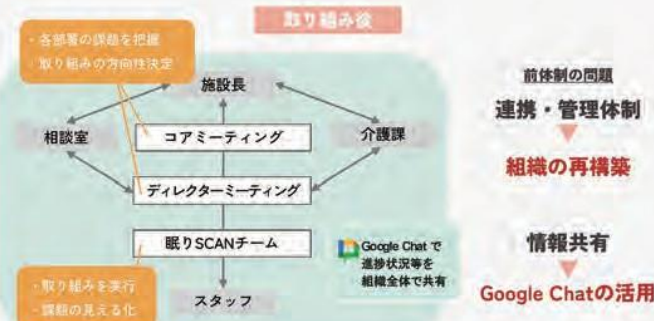 取り組み後
・各部署の課題を把握
・取り組みの方向性決定
施設長
相談室
コアミーティング
介護課
ディレクターミーティング
眠りSCANチーム
Google Chat で
進捗状況等を
組織全体で共有
・取り組みを実行
・課題の見える化
スタッフ
前体制の問題
連携・管理体制
組織の再構築
情報共有
Google Chatの活用